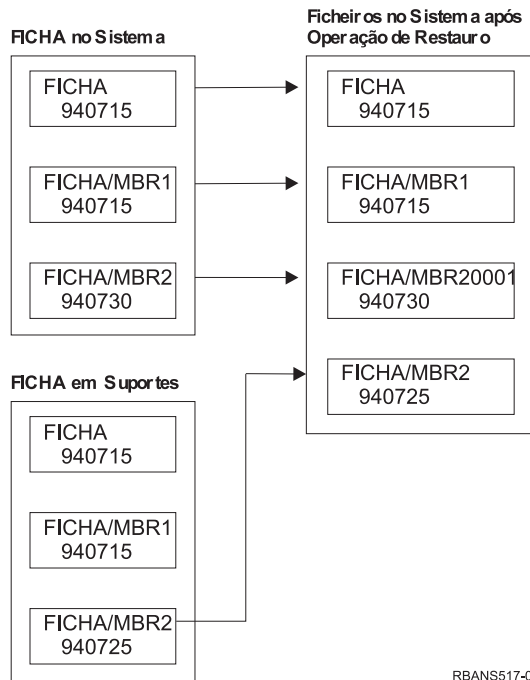 FICHA no Sistema
FICHA
940715
FICHA/MBR1
940715
FICHA/MBR2
940730
FICHA em Suportes
FICHA
940715
FICHA/MBR1
940715
FICHA/MBR2
940725
Ficheiros no Sistema após
Operação de Restauro
FICHA
940715
FICHA/MBR1
940715
FICHA/MBR20001
940730
FICHA/MBR2
940725